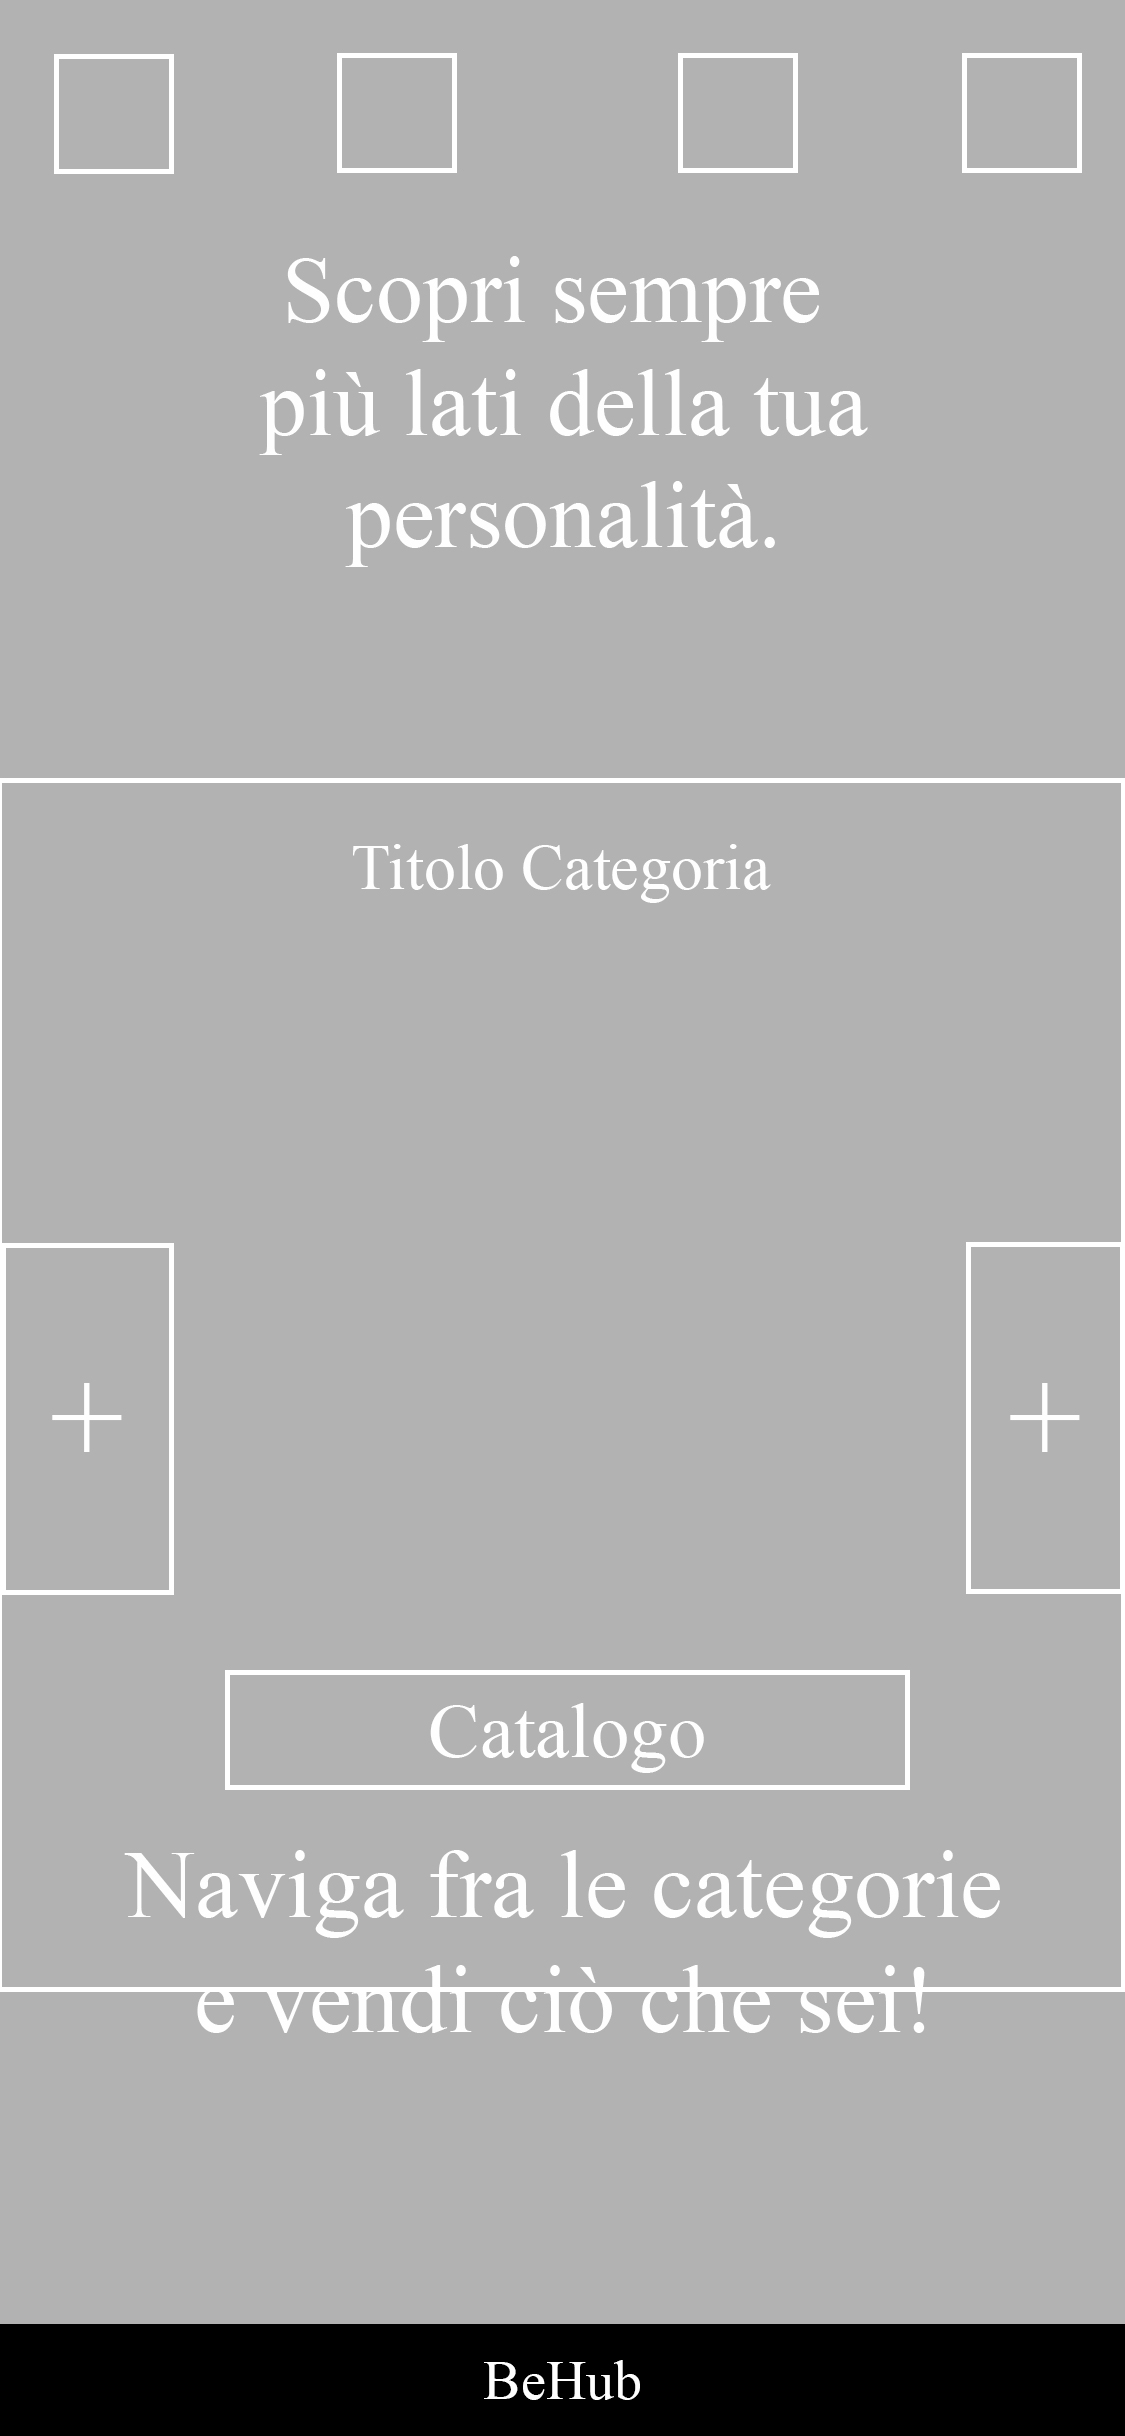 Scopri sempre
più lati della tua
personalità.
Titolo Categoria
+ +
Catalogo
Naviga fra le categorie
e vendi ciò che sei!
BeHub